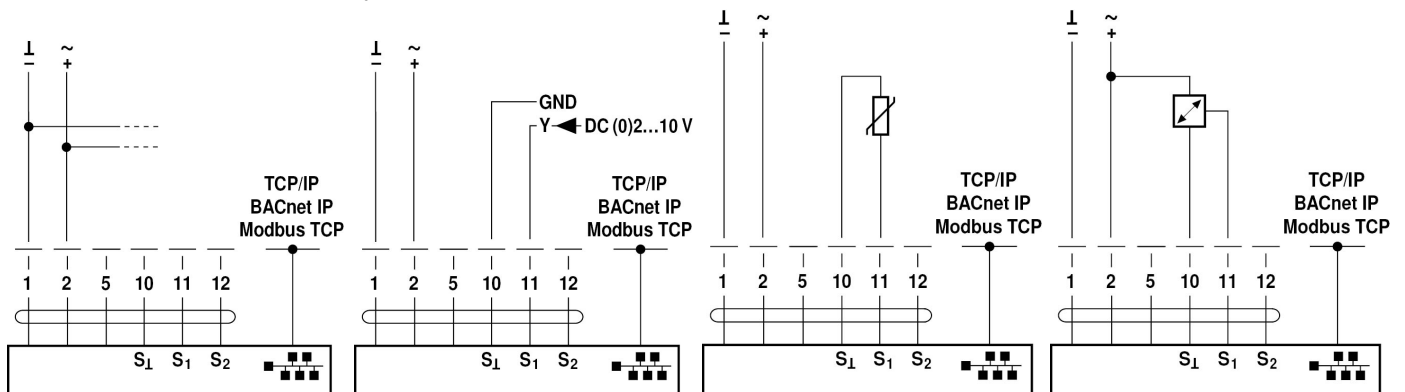 ⊥ ~
– +
TCP/IP
BACnet IP
Modbus TCP
1 2 5 10 11 12
S⊥ S1 S2
⊥ ~
– +
GND
Y DC (0)2...10 V
TCP/IP
BACnet IP
Modbus TCP
1 2 5 10 11 12
S⊥ S1 S2
⊥ ~
– +
TCP/IP
BACnet IP
Modbus TCP
1 2 5 10 11 12
S⊥ S1 S2
⊥ ~
– +
TCP/IP
BACnet IP
Modbus TCP
1 2 5 10 11 12
S⊥ S1 S2